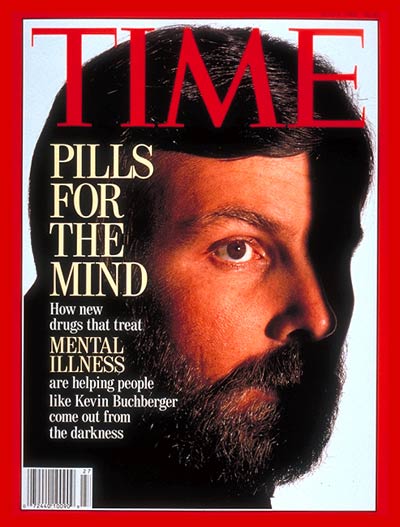 TIME
PILLS
FOR
THE
MIND
How new
drugs that treat
MENTAL
ILLNESS
are helping people
like Kevin Buchberger
come out from
the darkness
27